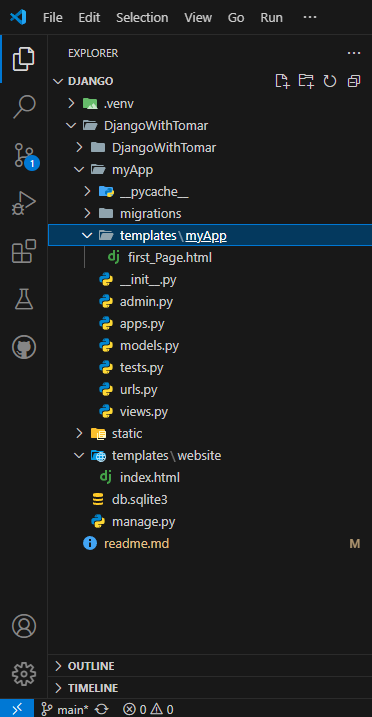 File Edit Selection View Go Run ···
EXPLORER ···
DJANGO
.venv
DjangoWithTomar
DjangoWithTomar
myApp
__pycache__
migrations
templates\myApp
first_Page.html
__init__.py
admin.py
apps.py
models.py
tests.py
urls.py
views.py
static
templates\website
index.html
db.sqlite3
manage.py
readme.md M
1
OUTLINE
TIMELINE
main* 0 0